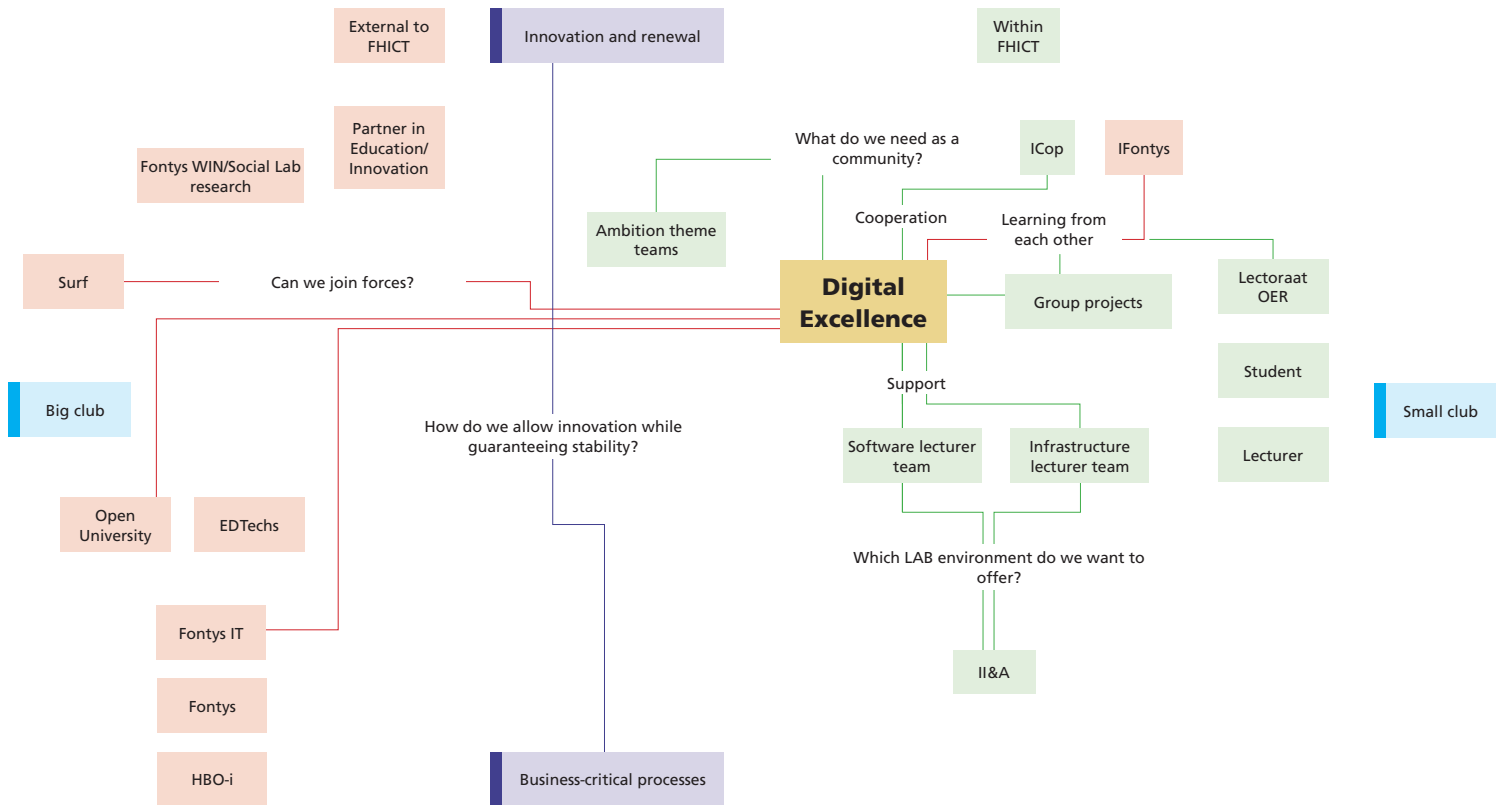 External to
FHICT
Innovation and renewal
Within
FHICT
Partner in
Education/
Innovation
Fontys WIN/Social Lab
research
What do we need as a
community?
ICop
IFontys
Ambition theme
teams
Cooperation
Learning from
each other
Surf
Can we join forces?
Digital
Excellence
Group projects
Lectoraat
OER
Student
Support
Big club
Small club
How do we allow innovation while
guaranteeing stability?
Software lecturer
team
Infrastructure
lecturer team
Lecturer
Open
University
EDTechs
Which LAB environment do we want to
offer?
Fontys IT
II&A
Fontys
HBO-i
Business-critical processes